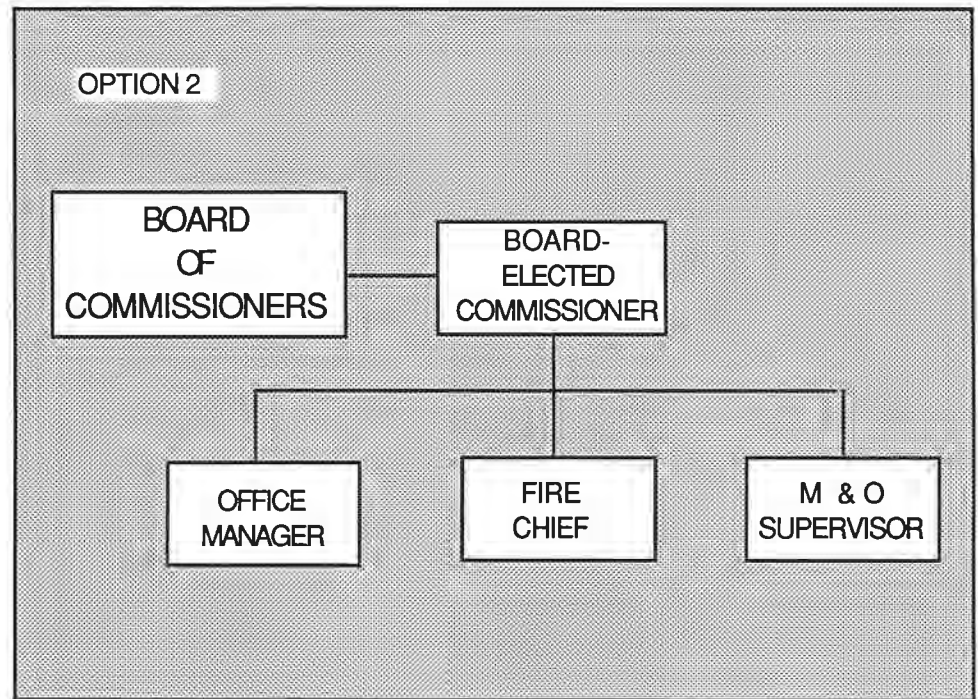 OPTION 2
BOARD
OF
COMMISSIONERS
BOARD-
ELECTED
COMMISSIONER
OFFICE
MANAGER
FIRE
CHIEF
M & O
SUPERVISOR